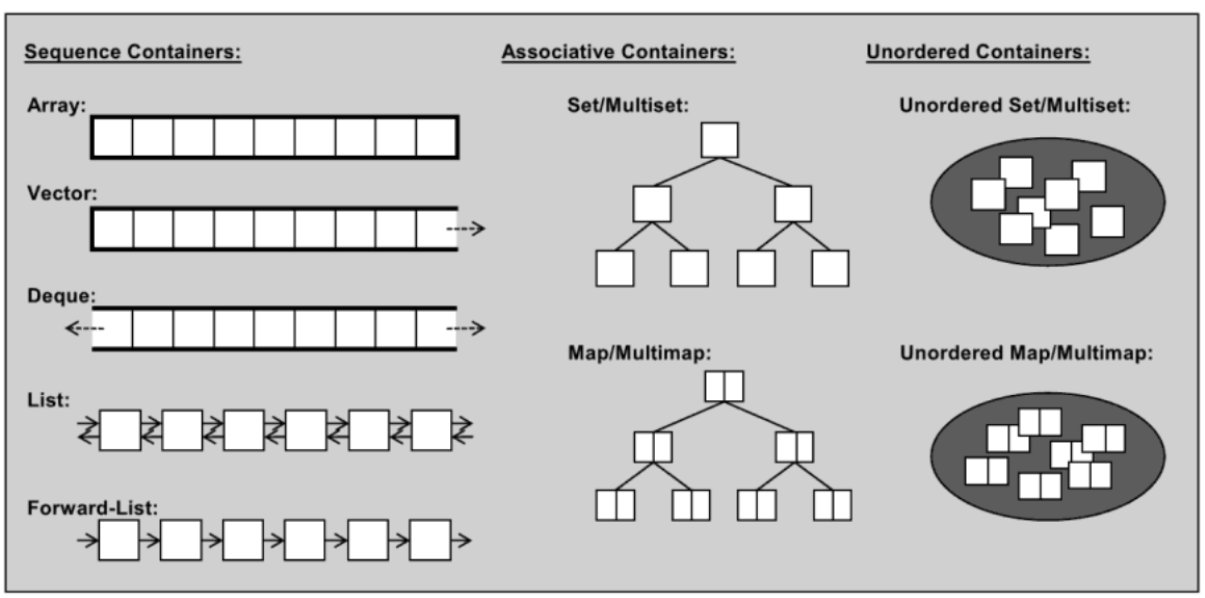 Sequence Containers:
Array:
Vector:
Deque:
List:
Forward-List:
Associative Containers:
Set/Multiset:
Map/Multimap:
Unordered Containers:
Unordered Set/Multiset:
Unordered Map/Multimap: